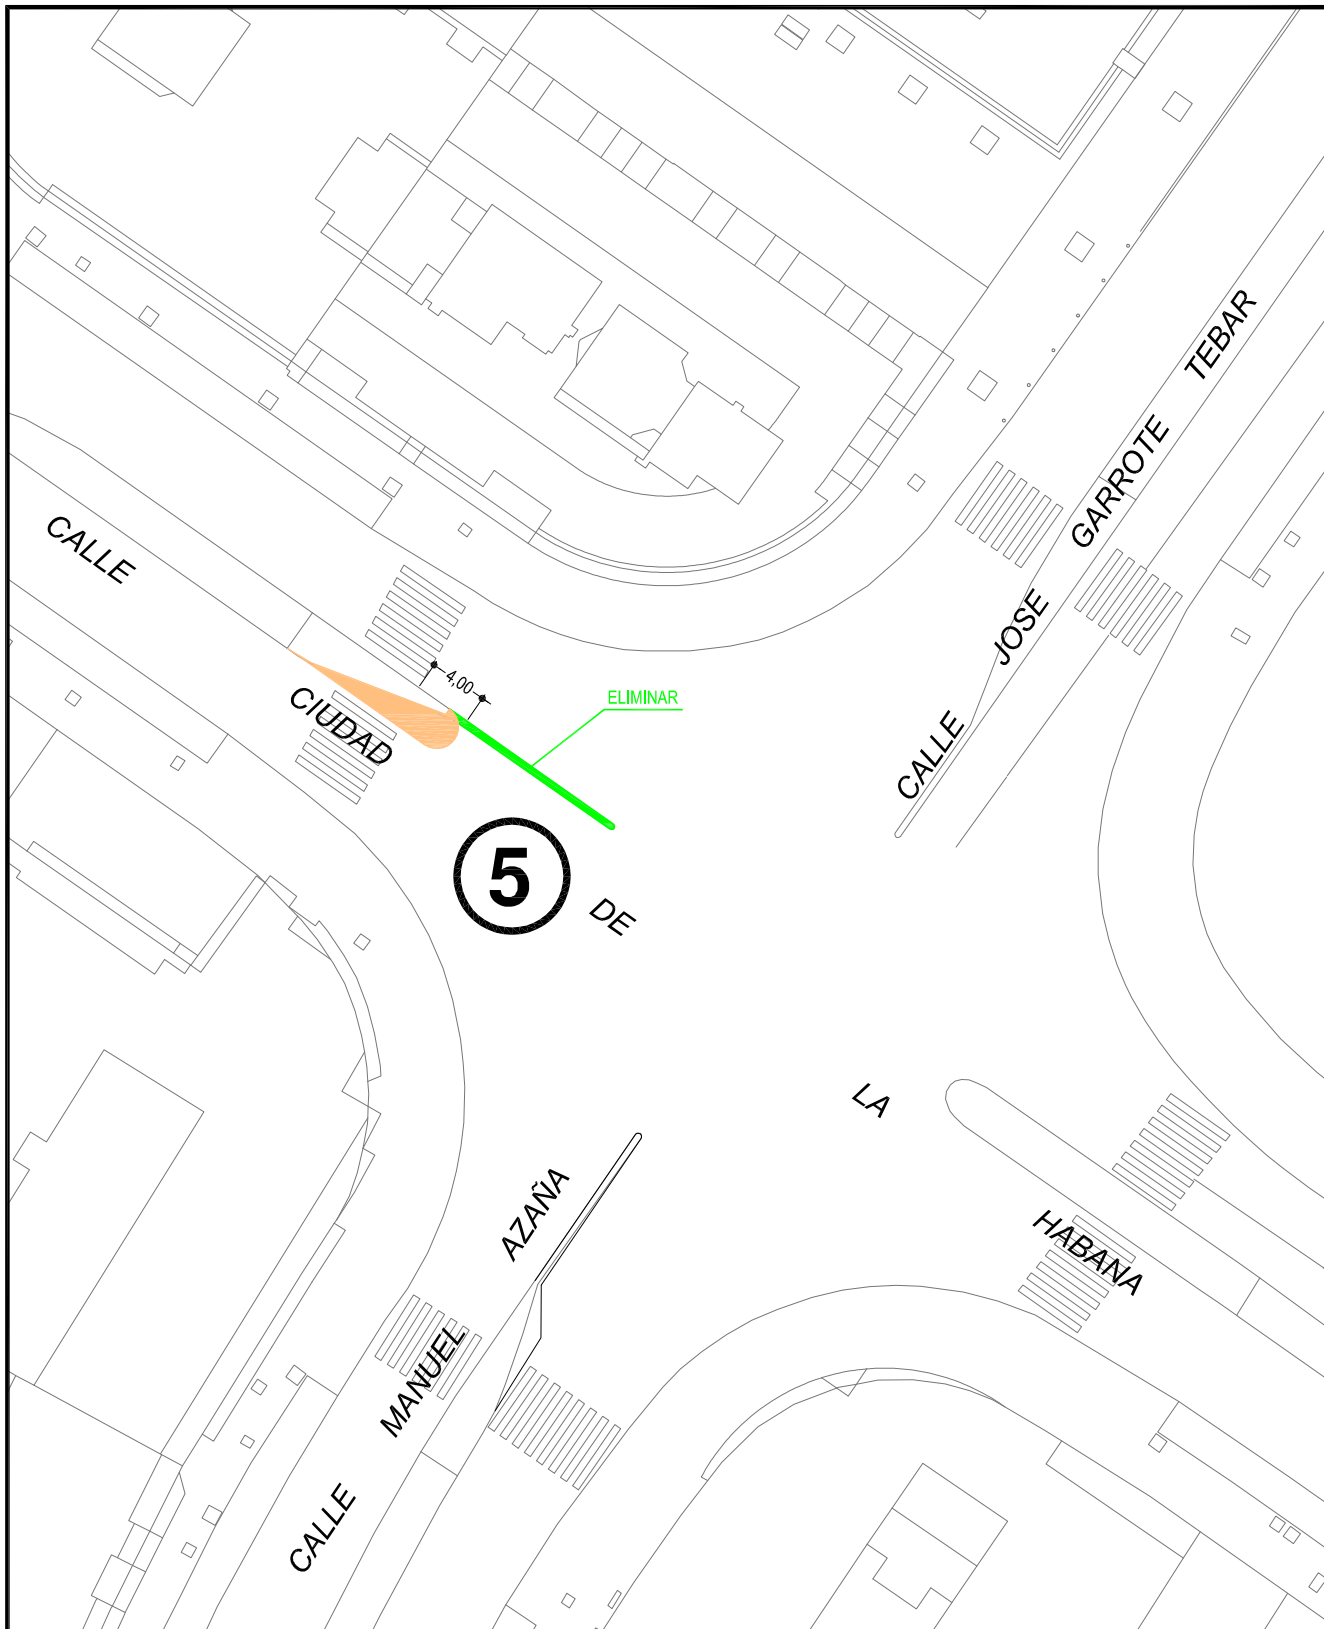 CALLE
CIUDAD
DE
LA
HABANA
CALLE
JOSE
GARROTE
TEBAR
4,00
ELIMINAR
5
CALLE
MANUEL
AZAÑA